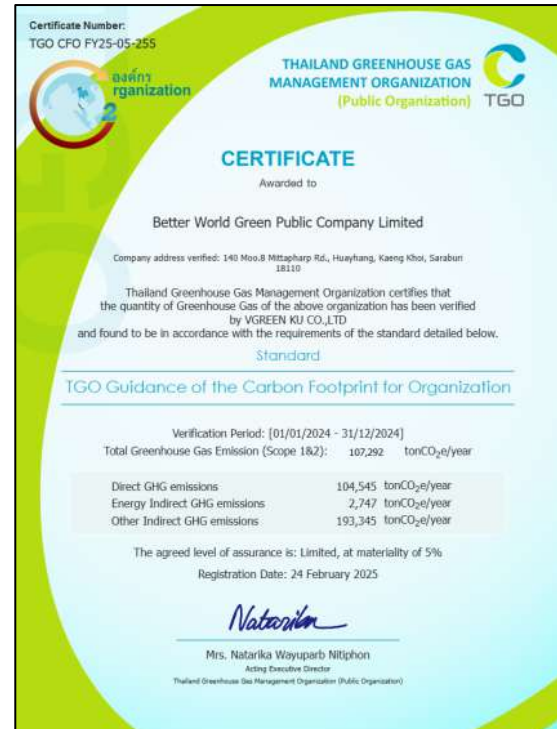 Certificate Number:
TGO CFO FY25-05-255
องค์กร
rganization
2
THAILAND GREENHOUSE GAS
MANAGEMENT ORGANIZATION
(Public Organization)
TGO
CERTIFICATE
Awarded to
Better World Green Public Company Limited
Company address verified: 140 Moo.8 Mittapharp Rd., Huayhang, Kaeng Khoi, Saraburi
18110
Thailand Greenhouse Gas Management Organization certifies that
the quantity of Greenhouse Gas of the above organization has been verified
by VGREEN KU CO.,LTD
and found to be in accordance with the requirements of the standard detailed below.
Standard
TGO Guidance of the Carbon Footprint for Organization
Verification Period: [01/01/2024 - 31/12/2024]
Total Greenhouse Gas Emission (Scope 1&2): 107,292 tonCO2e/year
Direct GHG emissions 104,545 tonCO2e/year
Energy Indirect GHG emissions 2,747 tonCO2e/year
Other Indirect GHG emissions 193,345 tonCO2e/year
The agreed level of assurance is: Limited, at materiality of 5%
Registration Date: 24 February 2025
Natarika
Mrs. Natarika Wayuparb Nitiphon
Acting Executive Director
Thailand Greenhouse Gas Management Organization (Public Organization)